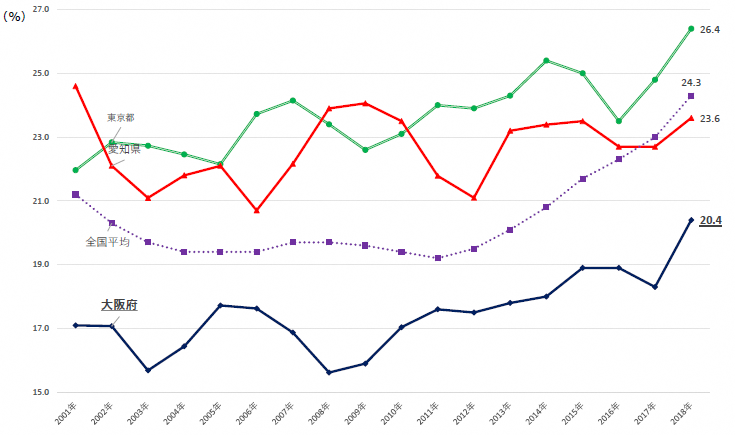 (%)
27.0
25.0
23.0
21.0
19.0
17.0
15.0
26.4
24.3
23.6
20.4
東京都
愛知県
全国平均
大阪府
2001年
2002年
2003年
2004年
2005年
2006年
2007年
2008年
2009年
2010年
2011年
2012年
2013年
2014年
2015年
2016年
2017年
2018年